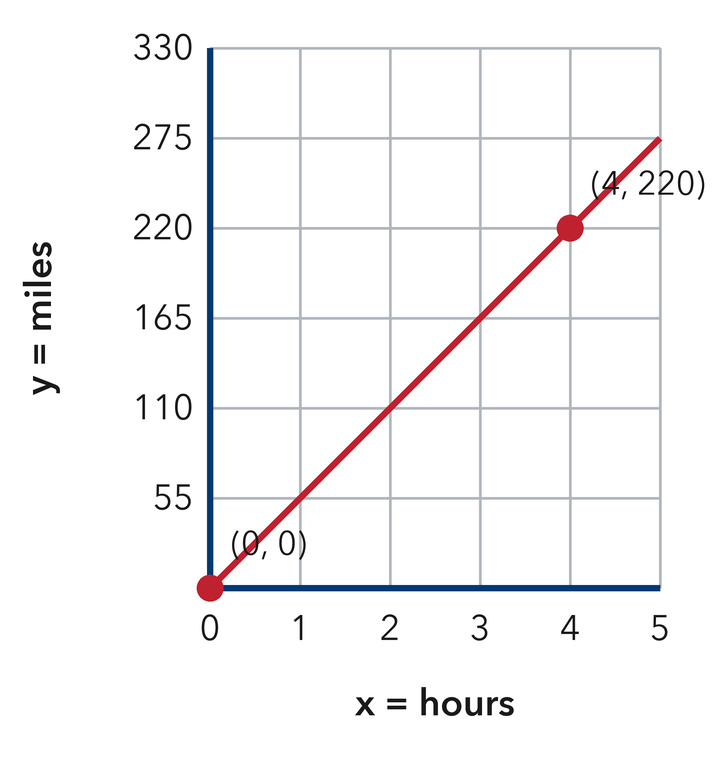 330
275
(4, 220)
220
165
y = miles
110
55
(0, 0)
0 1 2 3 4 5
x = hours